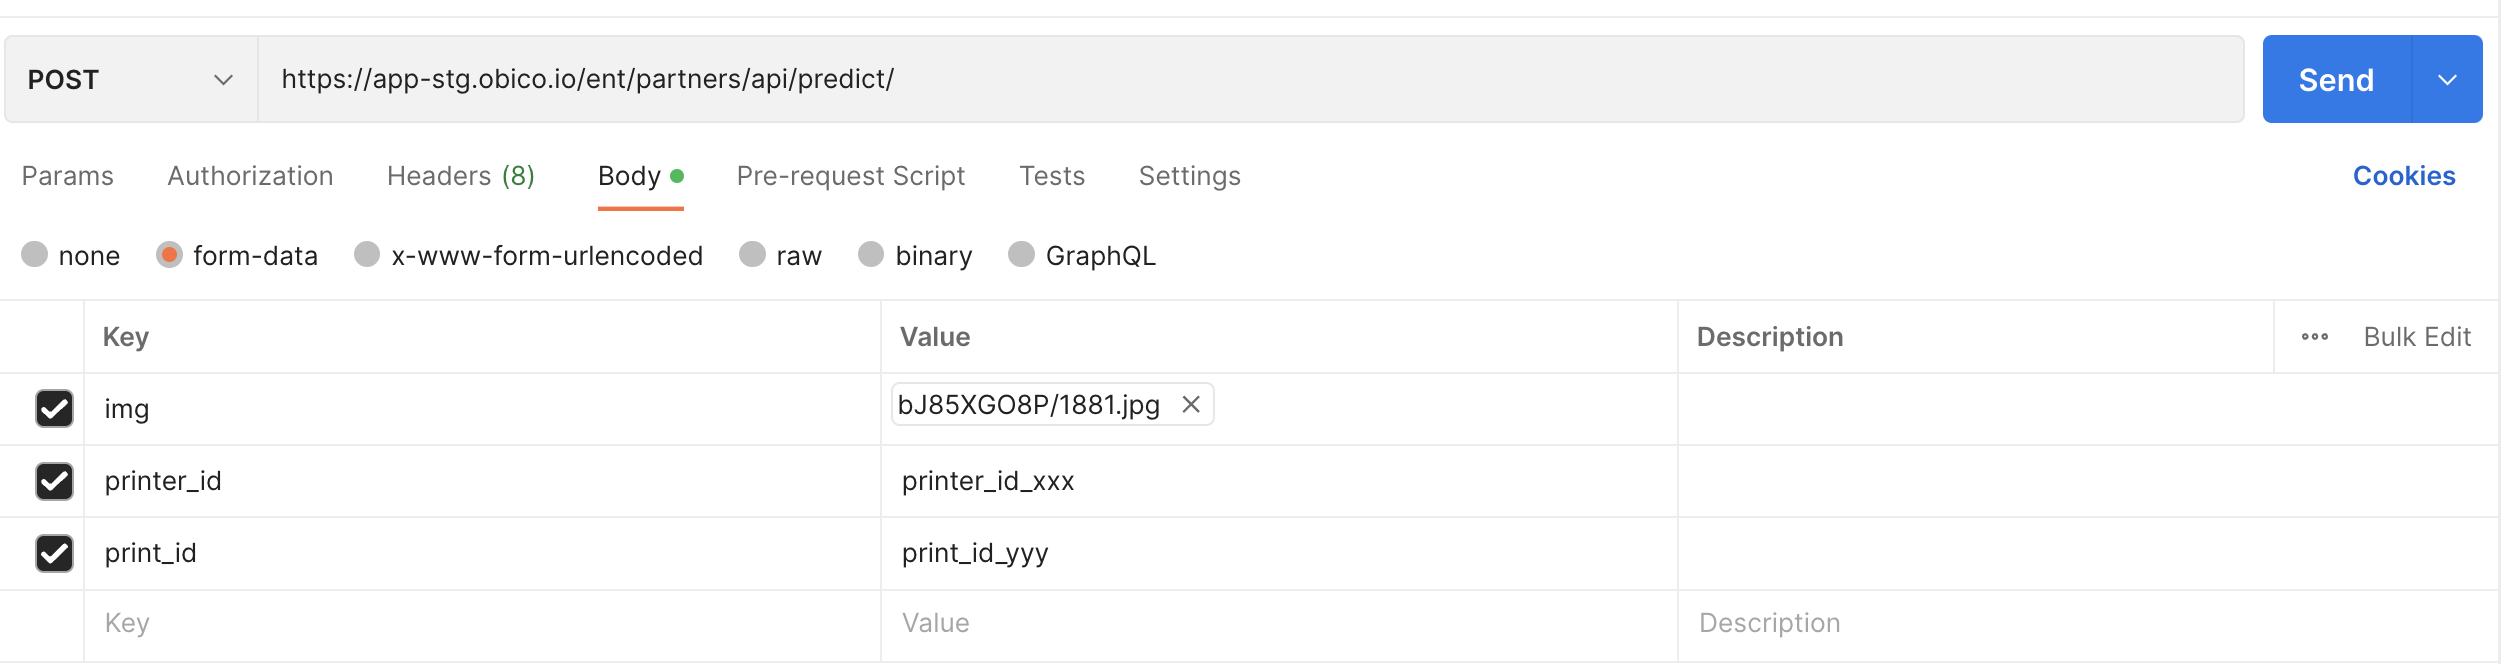 POST https://app-stg.obico.io/ent/partners/api/predict/ Send
Params Authorization Headers (8) Body Pre-request Script Tests Settings Cookies
none form-data x-www-form-urlencoded raw binary GraphQL
Key Value Description Bulk Edit
img bJ85XGO8P/1881.jpg
printer_id printer_id_xxx
print_id print_id_yyy
Key Value Description